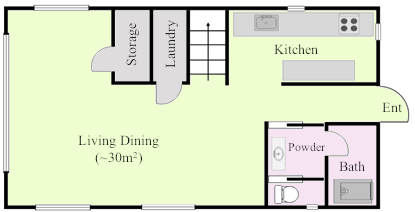 Storage
Laundry
Kitchen
Ent
Living Dining
(~30m²)
Powder
Bath